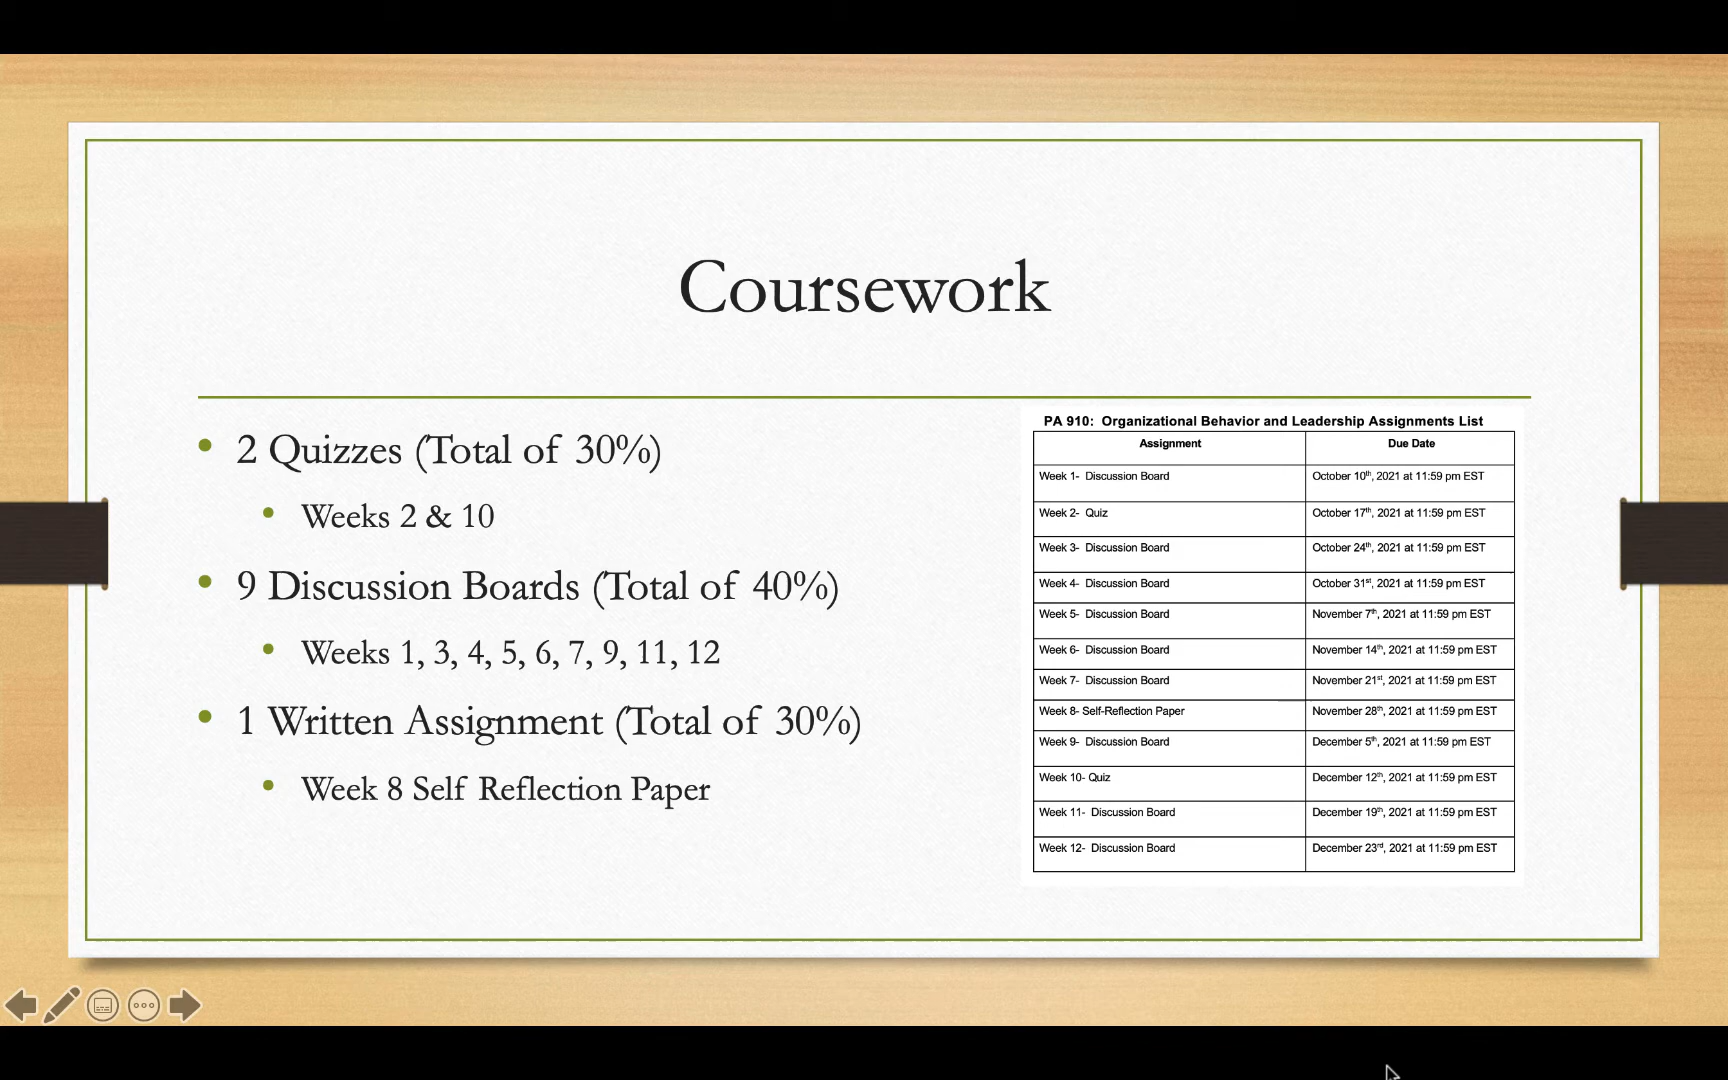 Coursework
2 Quizzes (Total of 30%)
Weeks 2 & 10
9 Discussion Boards (Total of 40%)
Weeks 1, 3, 4, 5, 6, 7, 9, 11, 12
1 Written Assignment (Total of 30%)
Week 8 Self Reflection Paper
PA 910: Organizational Behavior and Leadership Assignments List
Assignment Due Date
Week 1- Discussion Board October 10th, 2021 at 11:59 pm EST
Week 2- Quiz October 17th, 2021 at 11:59 pm EST
Week 3- Discussion Board October 24th, 2021 at 11:59 pm EST
Week 4- Discussion Board October 31st, 2021 at 11:59 pm EST
Week 5- Discussion Board November 7th, 2021 at 11:59 pm EST
Week 6- Discussion Board November 14th, 2021 at 11:59 pm EST
Week 7- Discussion Board November 21st, 2021 at 11:59 pm EST
Week 8- Self-Reflection Paper November 28th, 2021 at 11:59 pm EST
Week 9- Discussion Board December 5th, 2021 at 11:59 pm EST
Week 10- Quiz December 12th, 2021 at 11:59 pm EST
Week 11- Discussion Board December 19th, 2021 at 11:59 pm EST
Week 12- Discussion Board December 23rd, 2021 at 11:59 pm EST